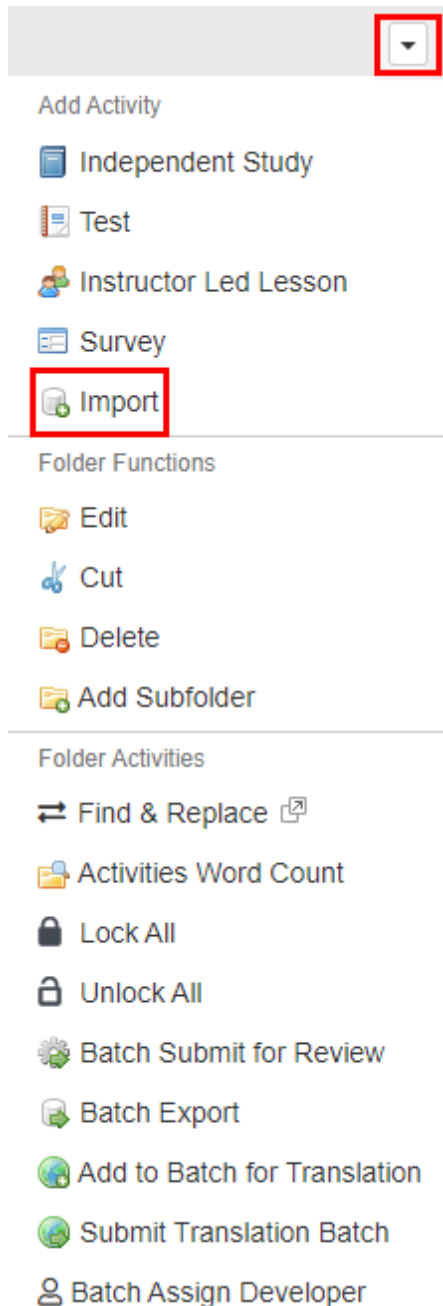 Add Activity
Independent Study
Test
Instructor Led Lesson
Survey
Import
Folder Functions
Edit
Cut
Delete
Add Subfolder
Folder Activities
Find & Replace
Activities Word Count
Lock All
Unlock All
Batch Submit for Review
Batch Export
Add to Batch for Translation
Submit Translation Batch
Batch Assign Developer